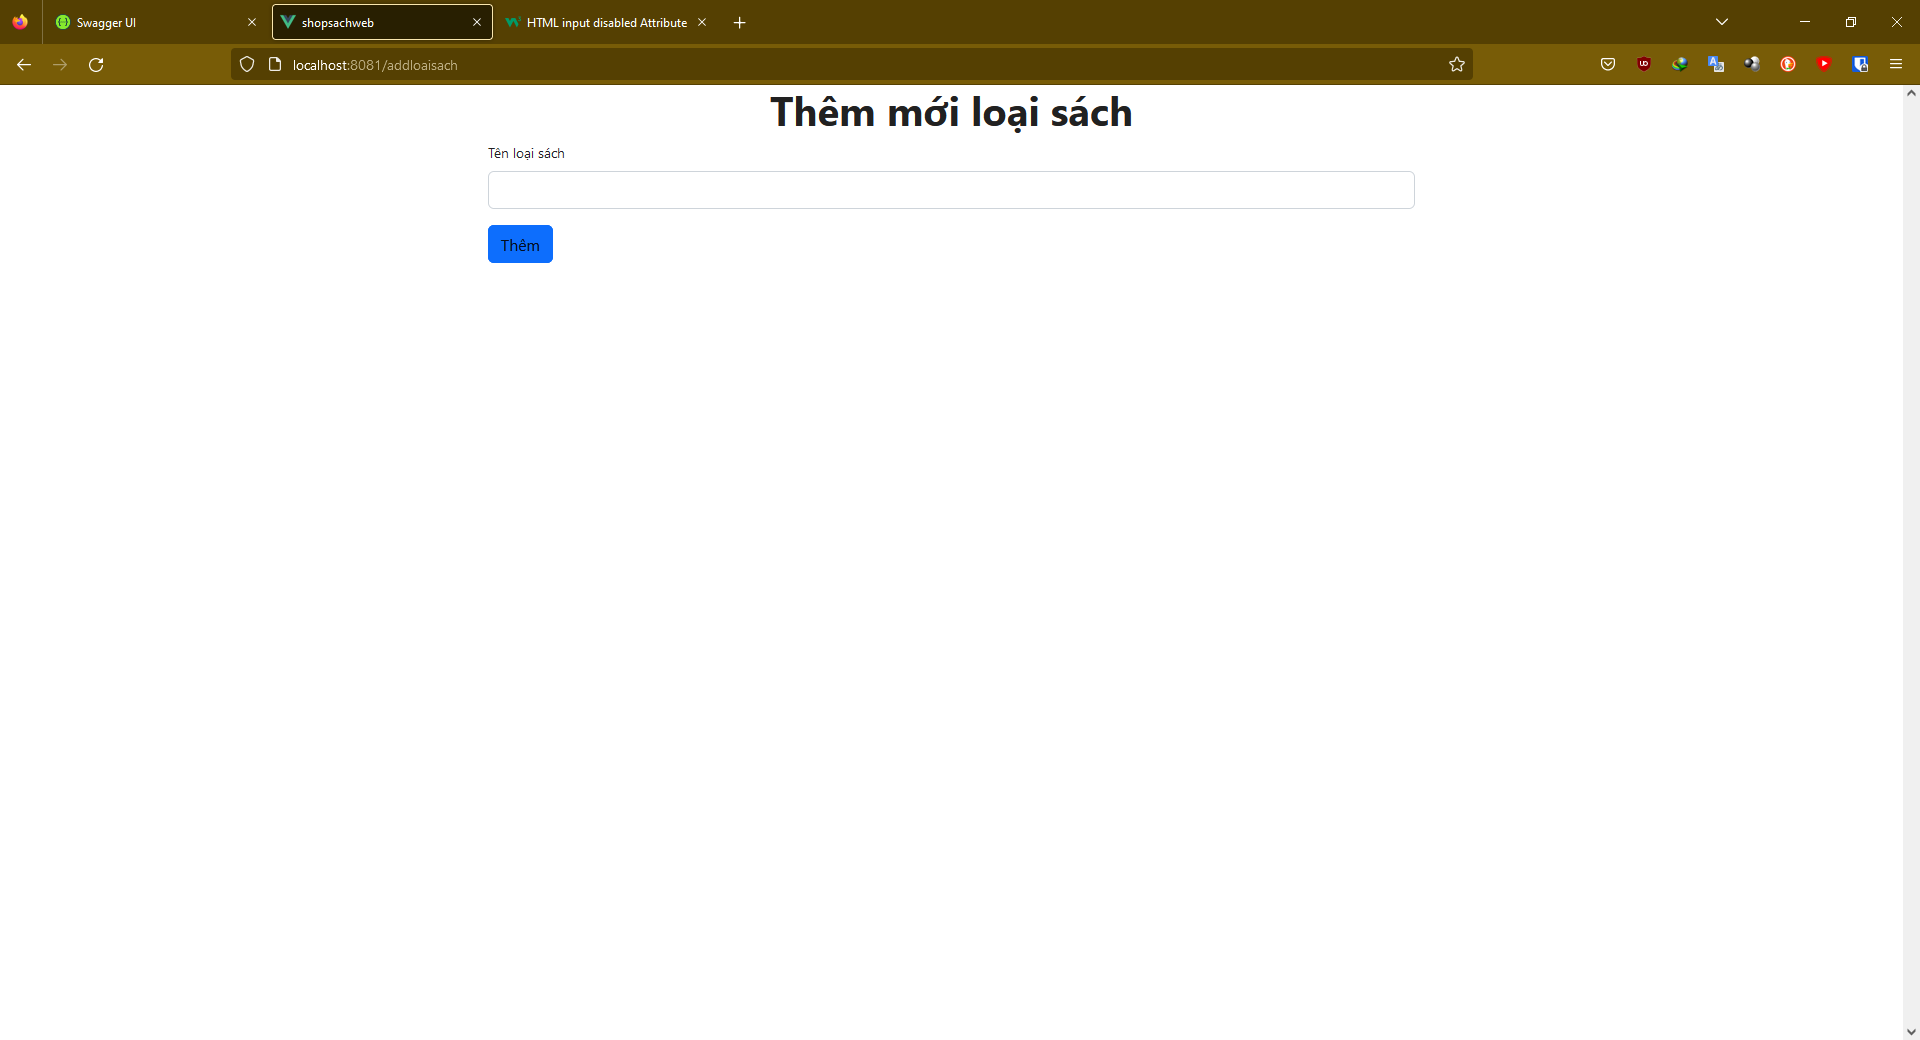 Swagger UI
shopsachweb
HTML input disabled Attribute
localhost:8081/addloaisach
Thêm mới loại sách
Tên loại sách
Thêm